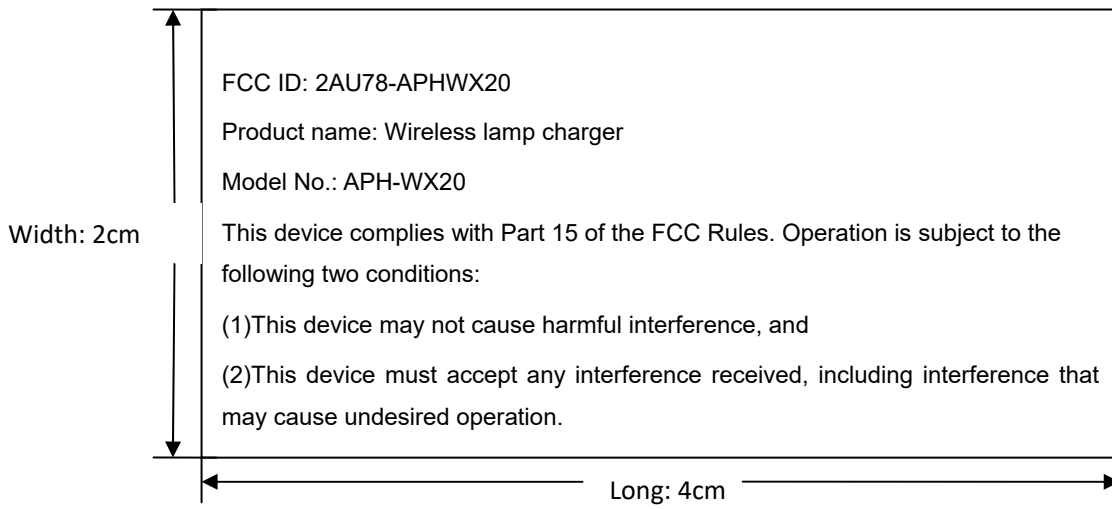 FCC ID: 2AU78-APHWX20
Product name: Wireless lamp charger
Model No.: APH-WX20
Width: 2cm
This device complies with Part 15 of the FCC Rules. Operation is subject to the
following two conditions:
(1)This device may not cause harmful interference, and
(2)This device must accept any interference received, including interference that
may cause undesired operation.
Long: 4cm